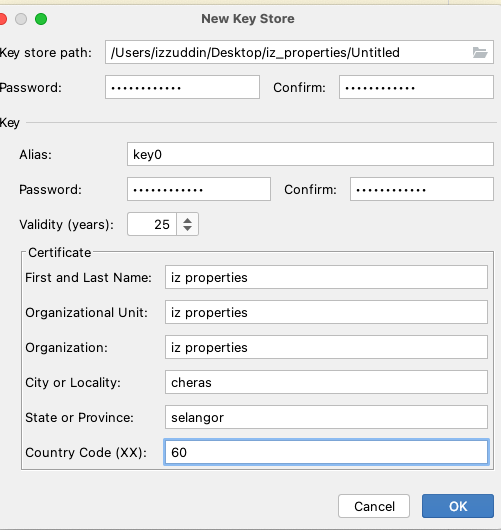 New Key Store
Key store path: /Users/izzuddin/Desktop/iz_properties/Untitled
Password: •••••••••••• Confirm: ••••••••••••
Key
Alias: key0
Password: •••••••••••• Confirm: ••••••••••••
Validity (years): 25
Certificate
First and Last Name: iz properties
Organizational Unit: iz properties
Organization: iz properties
City or Locality: cheras
State or Province: selangor
Country Code (XX): 60
Cancel OK